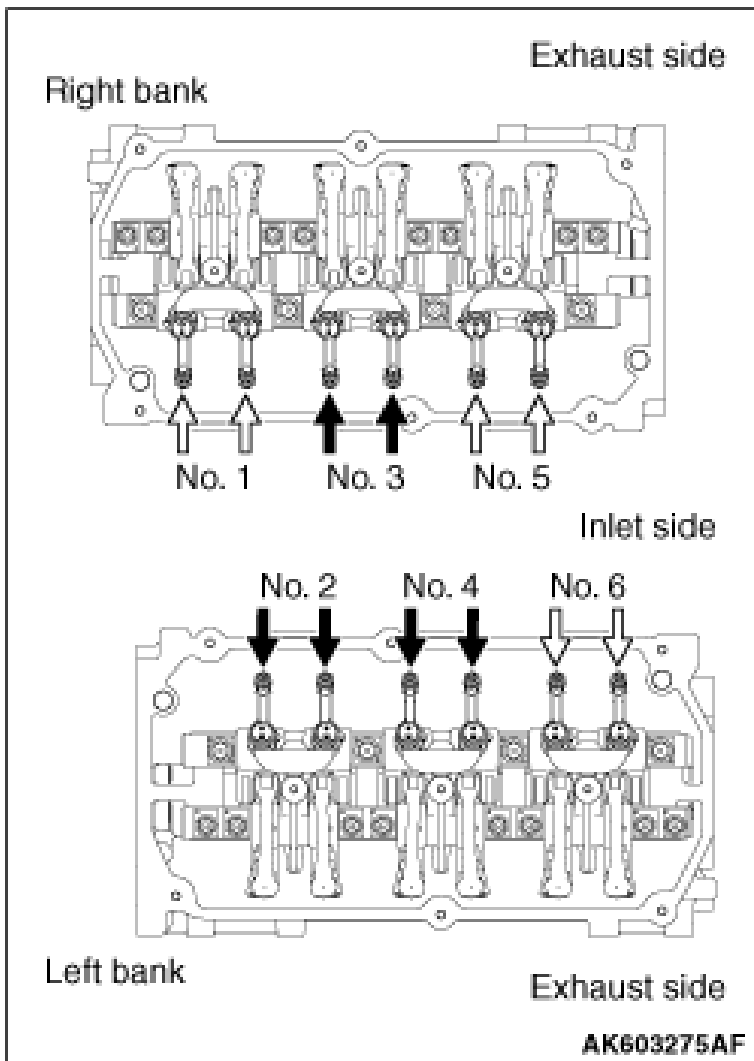 Exhaust side
Right bank
No. 1 No. 3 No. 5
Inlet side
No. 2 No. 4 No. 6
Left bank
Exhaust side
AK603275AF